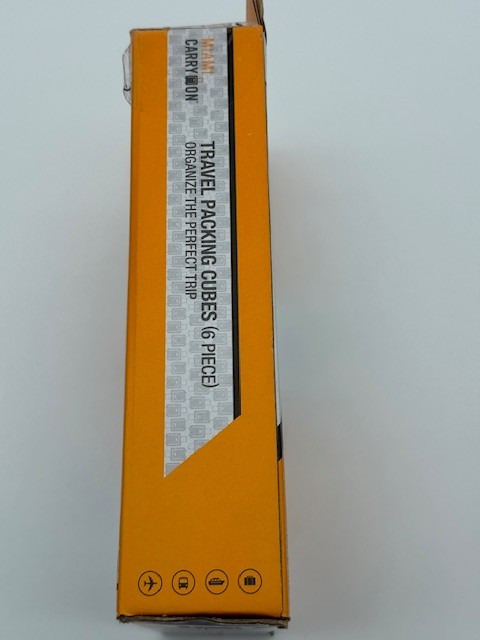 MIAMI
CARRY ON
TRAVEL PACKING CUBES (6 PIECE)
ORGANIZE THE PERFECT TRIP